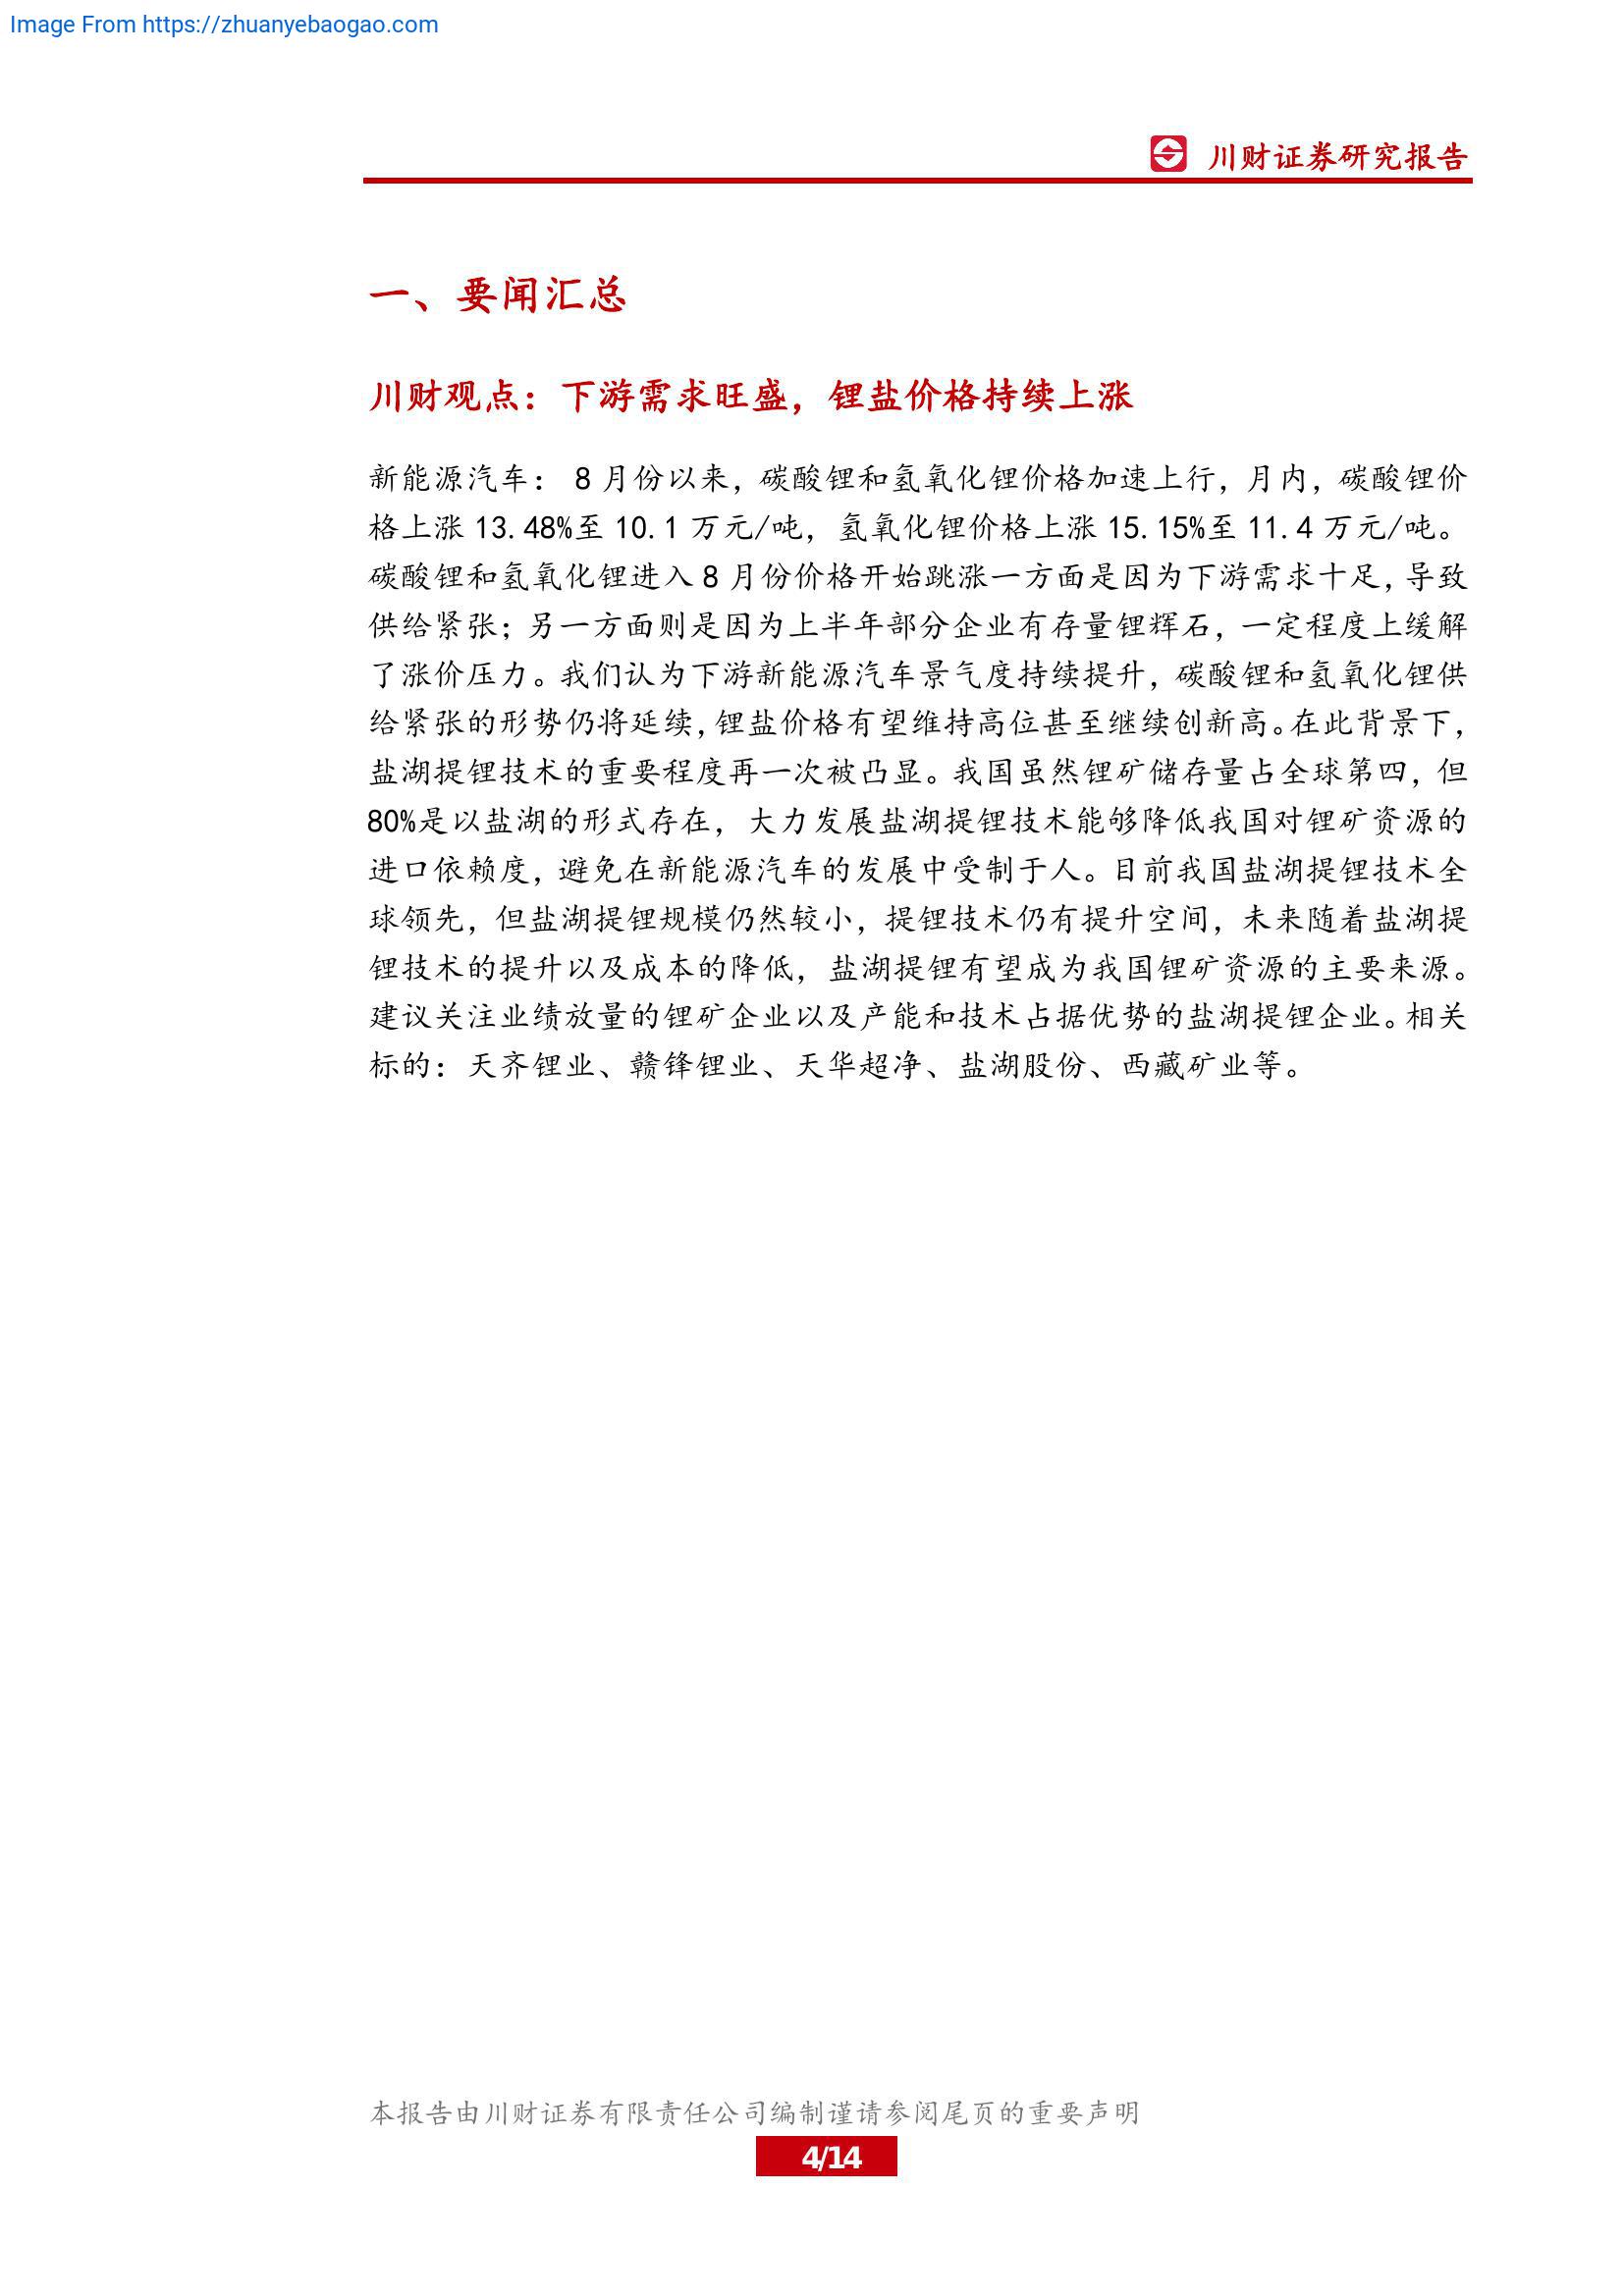 Image From https://zhuanyebaogao.com
川财证券研究报告
一、要闻汇总
川财观点：下游需求旺盛，锂盐价格持续上涨
新能源汽车： 8 月份以来，碳酸锂和氢氧化锂价格加速上行，月内，碳酸锂价
格上涨 13.48%至 10.1 万元/吨，氢氧化锂价格上涨 15.15%至 11.4 万元/吨。
碳酸锂和氢氧化锂进入 8 月份价格开始跳涨一方面是因为下游需求十足，导致
供给紧张；另一方面则是因为上半年部分企业有存量锂辉石，一定程度上缓解
了涨价压力。我们认为下游新能源汽车景气度持续提升，碳酸锂和氢氧化锂供
给紧张的形势仍将延续，锂盐价格有望维持高位甚至继续创新高。在此背景下，
盐湖提锂技术的重要程度再一次被凸显。我国虽然锂矿储存量占全球第四，但
80%是以盐湖的形式存在，大力发展盐湖提锂技术能够降低我国对锂矿资源的
进口依赖度，避免在新能源汽车的发展中受制于人。目前我国盐湖提锂技术全
球领先，但盐湖提锂规模仍然较小，提锂技术仍有提升空间，未来随着盐湖提
锂技术的提升以及成本的降低，盐湖提锂有望成为我国锂矿资源的主要来源。
建议关注业绩放量的锂矿企业以及产能和技术占据优势的盐湖提锂企业。相关
标的：天齐锂业、赣锋锂业、天华超净、盐湖股份、西藏矿业等。
本报告由川财证券有限责任公司编制谨请参阅尾页的重要声明
4/14